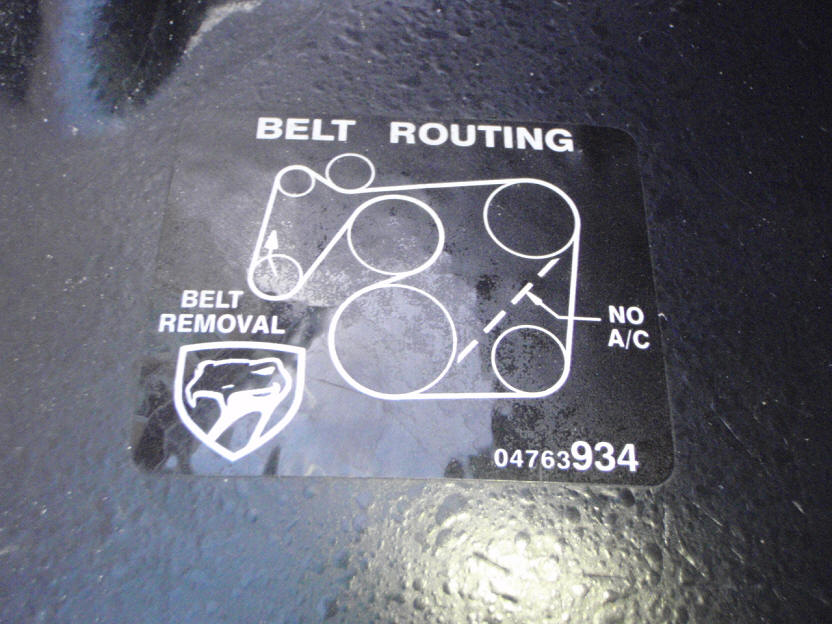 BELT ROUTING
BELT
REMOVAL
NO
A/C
04763934